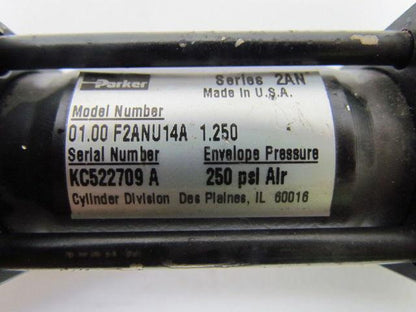 Parker Series 2AN
Made in U.S.A.
Model Number
01.00 F2ANU14A 1.250
Serial Number Envelope Pressure
KC522709 A 250 psi Air
Cylinder Division Des Plaines, IL 60016